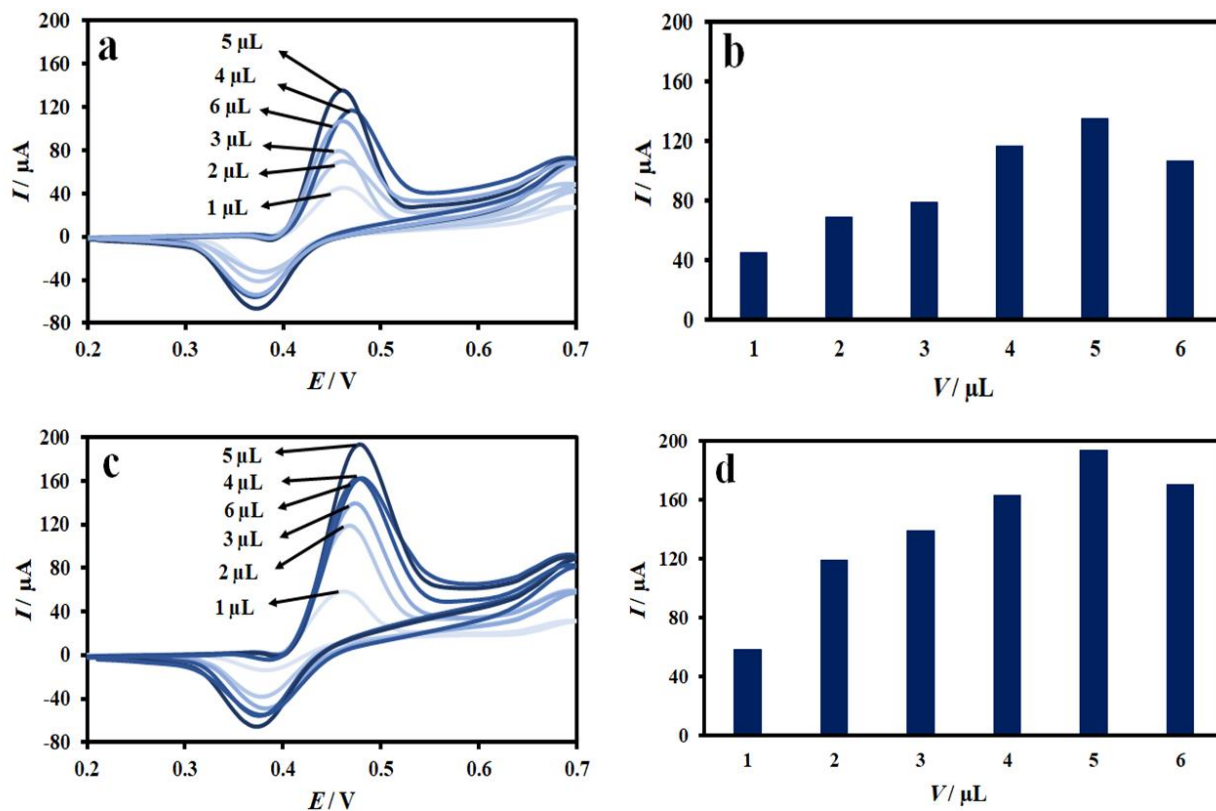 a
200
160
120
80
40
0
-40
-80
I / µA
5 µL
4 µL
6 µL
3 µL
2 µL
1 µL
0.2 0.3 0.4 0.5 0.6 0.7
E / V
b
200
160
120
80
40
0
I / µA
1 2 3 4 5 6
V / µL
c
200
160
120
80
40
0
-40
-80
I / µA
5 µL
4 µL
6 µL
3 µL
2 µL
1 µL
0.2 0.3 0.4 0.5 0.6 0.7
E / V
d
200
160
120
80
40
0
I / µA
1 2 3 4 5 6
V / µL